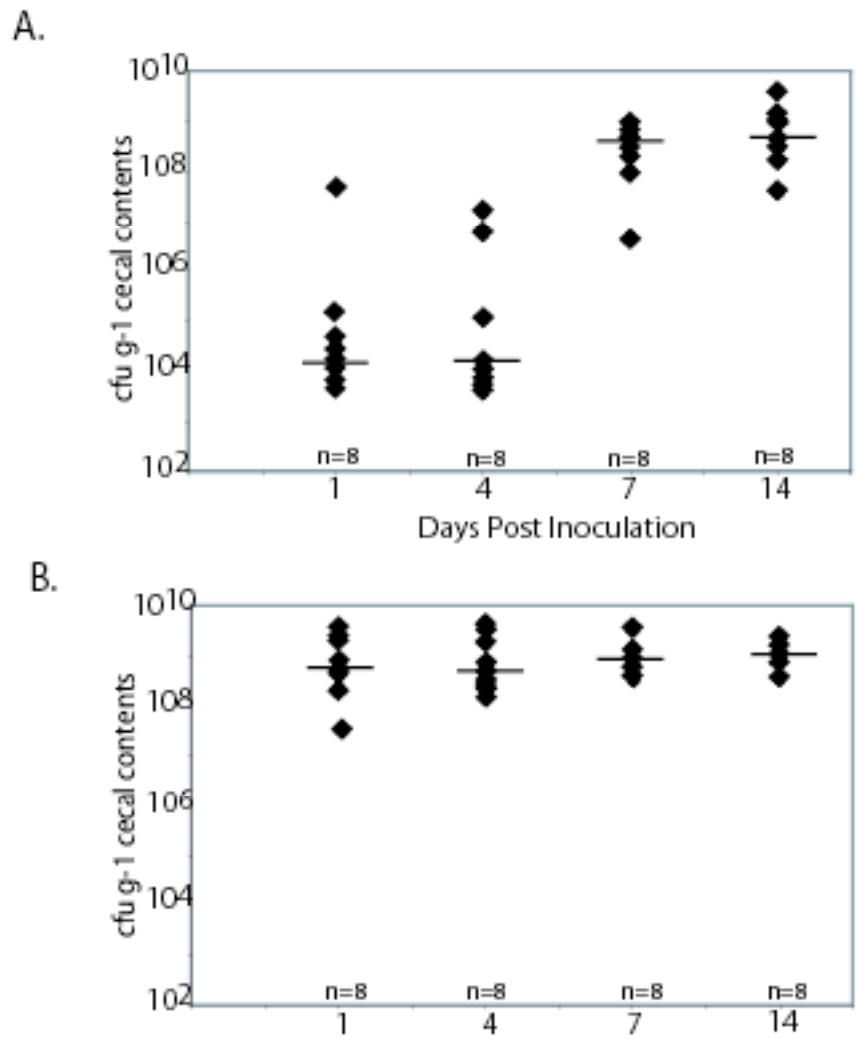 A.
10^10
10^8
10^6
10^4
10^2
cfu g-1 cecal contents
n=8 n=8 n=8 n=8
1 4 7 14
Days Post Inoculation
B.
10^10
10^8
10^6
10^4
10^2
cfu g-1 cecal contents
n=8 n=8 n=8 n=8
1 4 7 14